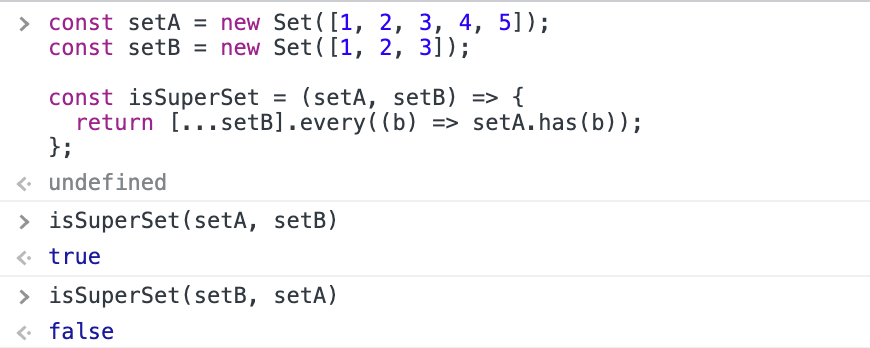 > const setA = new Set([1, 2, 3, 4, 5]);
const setB = new Set([1, 2, 3]);

const isSuperSet = (setA, setB) => {
  return [...setB].every((b) => setA.has(b));
};
undefined
> isSuperSet(setA, setB)
true
> isSuperSet(setB, setA)
false